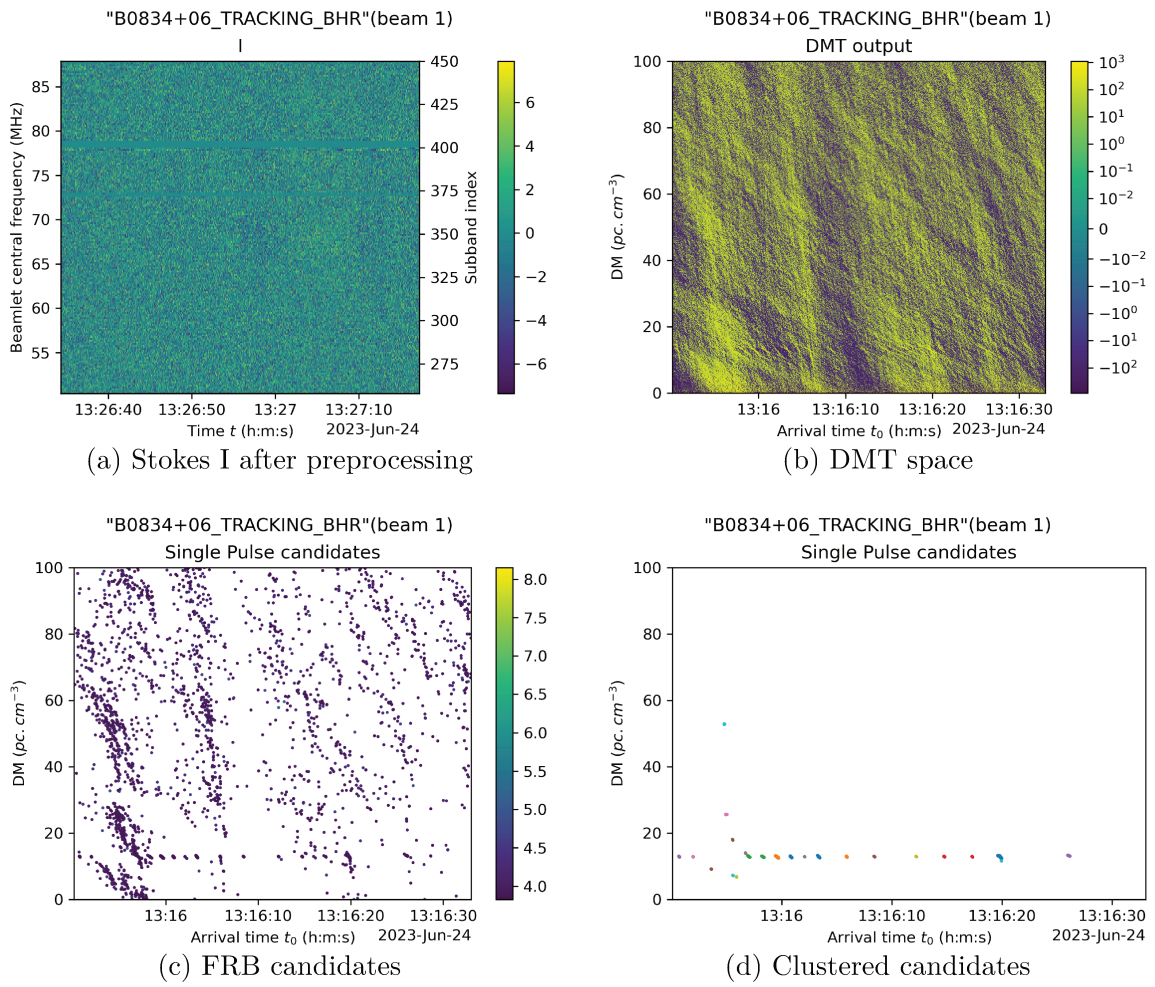 "B0834+06_TRACKING_BHR"(beam 1)
I
85
80
75
70
65
60
55
Beamlet central frequency (MHz)
450
425
400
375
350
325
300
275
Subband index
6
4
2
0
−2
−4
−6
13:26:40 13:26:50 13:27 13:27:10
Time t (h:m:s) 2023-Jun-24
(a) Stokes I after preprocessing
"B0834+06_TRACKING_BHR"(beam 1)
DMT output
100
80
60
40
20
0
DM (pc. cm⁻³)
10³
10²
10¹
10⁰
10⁻¹
10⁻²
0
−10⁻²
−10⁻¹
−10⁰
−10¹
−10²
13:16 13:16:10 13:16:20 13:16:30
Arrival time t₀ (h:m:s) 2023-Jun-24
(b) DMT space
"B0834+06_TRACKING_BHR"(beam 1)
Single Pulse candidates
100
80
60
40
20
0
DM (pc. cm⁻³)
8.0
7.5
7.0
6.5
6.0
5.5
5.0
4.5
4.0
13:16 13:16:10 13:16:20 13:16:30
Arrival time t₀ (h:m:s) 2023-Jun-24
(c) FRB candidates
"B0834+06_TRACKING_BHR"(beam 1)
Single Pulse candidates
100
80
60
40
20
0
DM (pc. cm⁻³)
13:16 13:16:10 13:16:20 13:16:30
Arrival time t₀ (h:m:s) 2023-Jun-24
(d) Clustered candidates